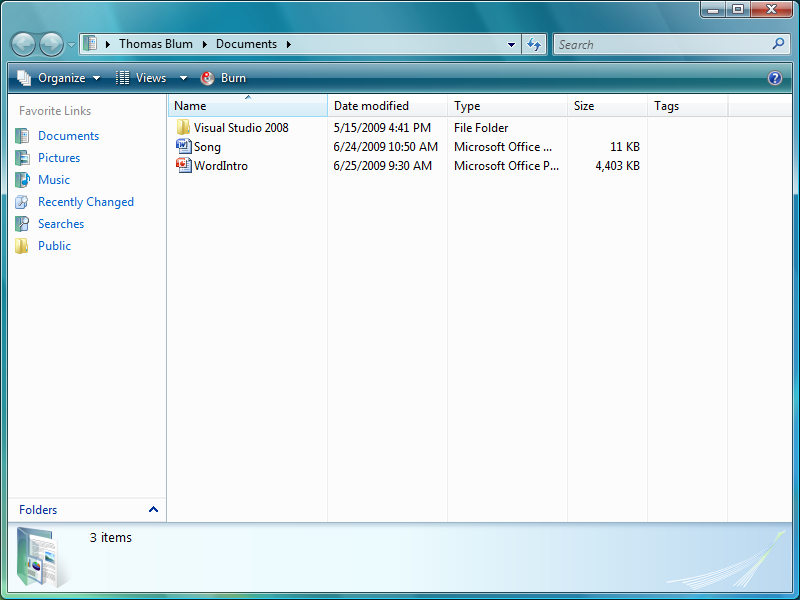 Thomas Blum Documents Search
Organize Views Burn
Favorite Links
Documents
Pictures
Music
Recently Changed
Searches
Public
Name Date modified Type Size Tags
Visual Studio 2008 5/15/2009 4:41 PM File Folder
Song 6/24/2009 10:50 AM Microsoft Office ... 11 KB
WordIntro 6/25/2009 9:30 AM Microsoft Office P... 4,403 KB
Folders
3 items